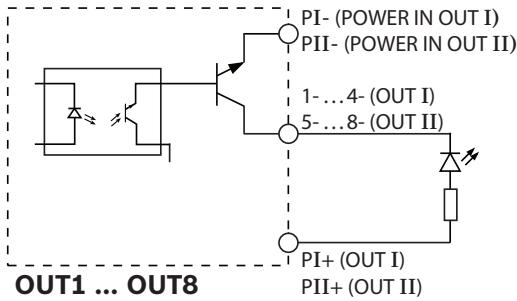 PI- (POWER IN OUT I)
PII- (POWER IN OUT II)
1- ...4- (OUT I)
5- ...8- (OUT II)
PI+ (OUT I)
PII+ (OUT II)
OUT1 ... OUT8